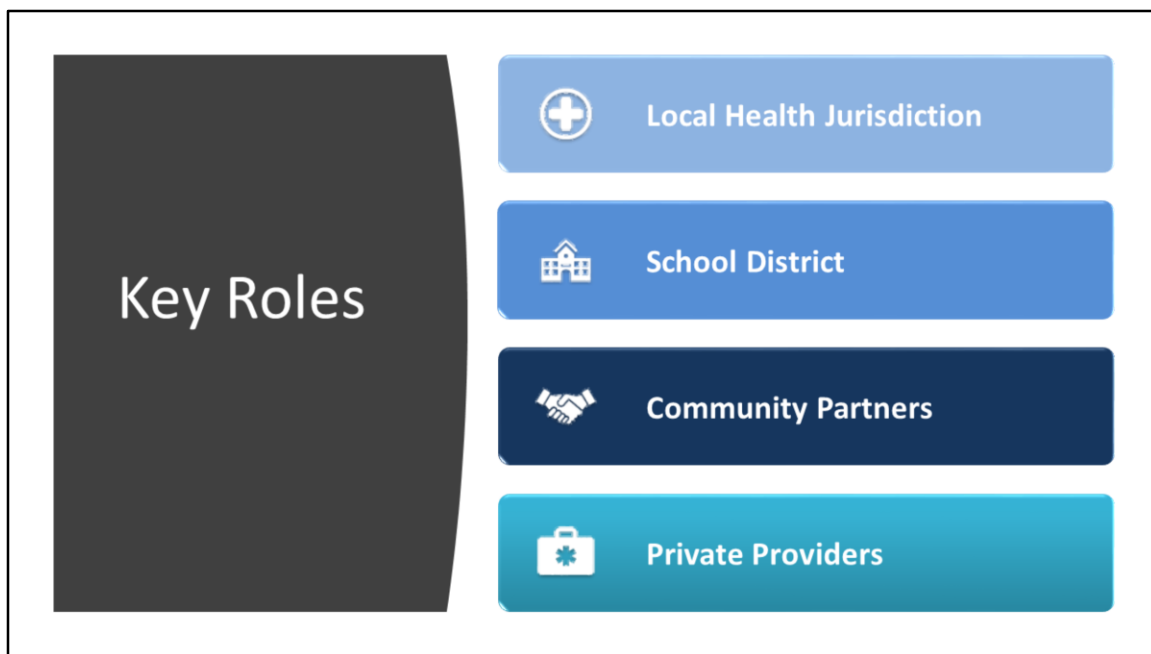 Key Roles
Local Health Jurisdiction
School District
Community Partners
Private Providers